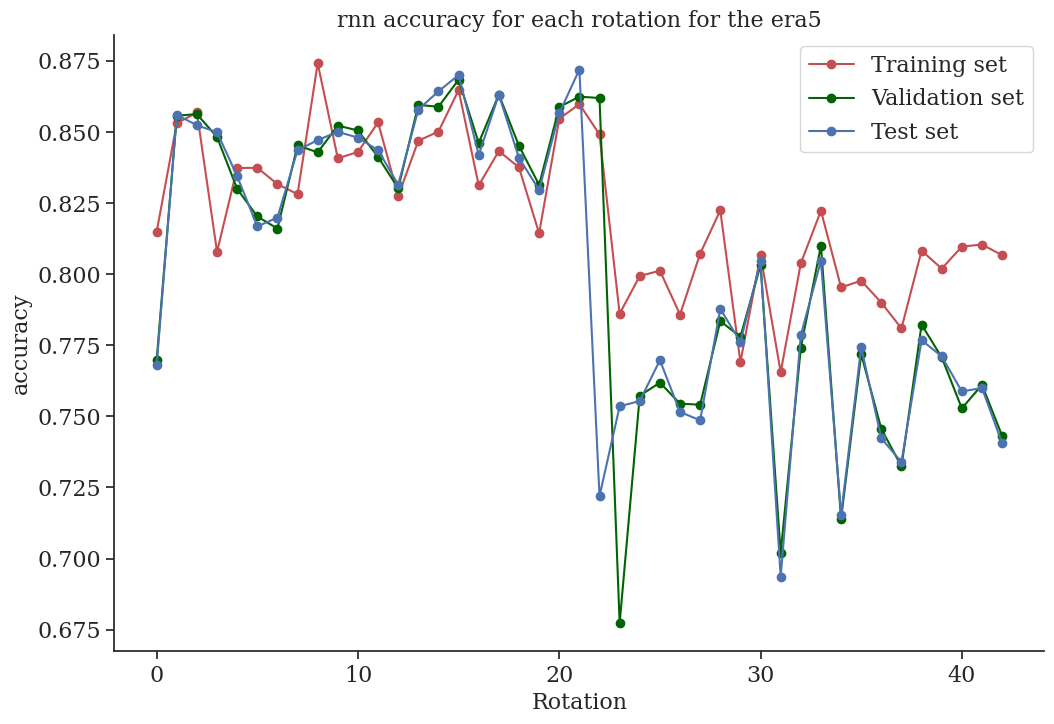 rnn accuracy for each rotation for the era5
Training set
Validation set
Test set
accuracy
0.875
0.850
0.825
0.800
0.775
0.750
0.725
0.700
0.675
0 10 20 30 40
Rotation